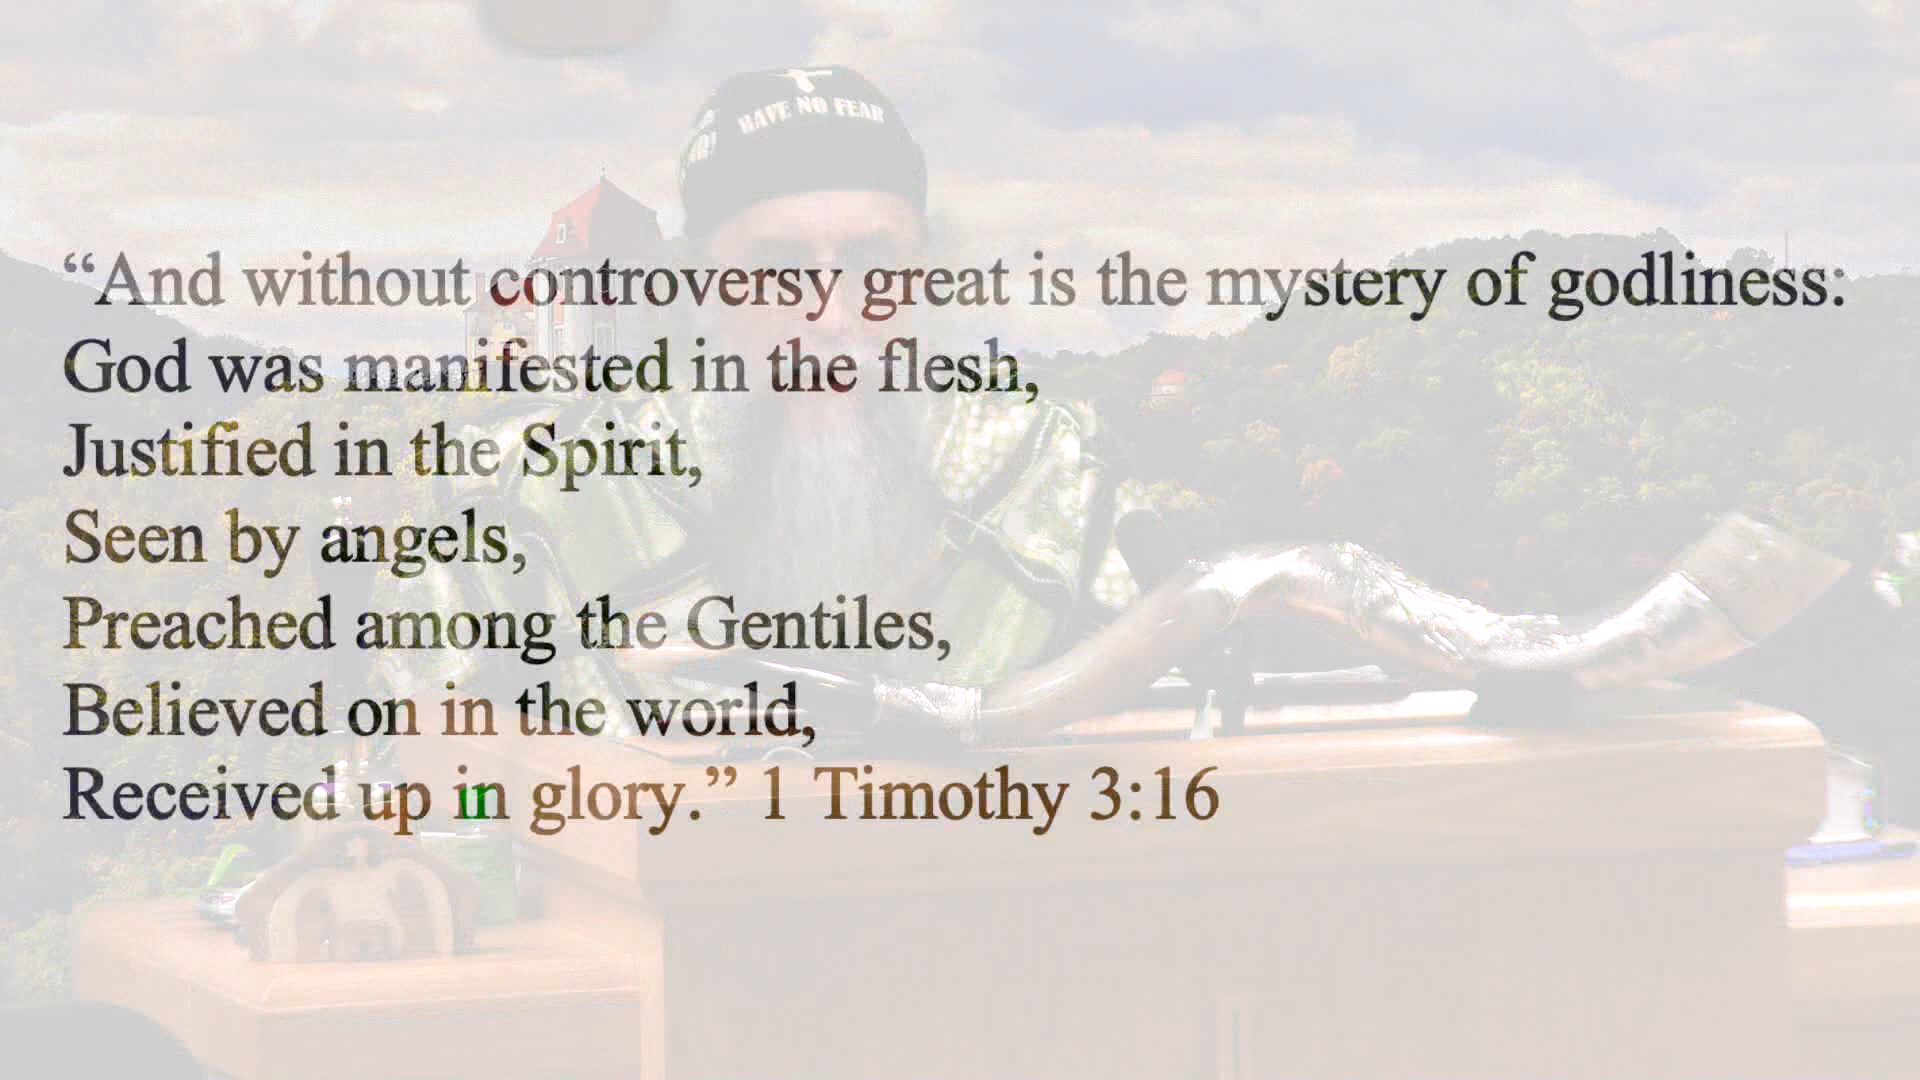 HAVE NO FEAR
“And without controversy great is the mystery of godliness:
God was manifested in the flesh,
Justified in the Spirit,
Seen by angels,
Preached among the Gentiles,
Believed on in the world,
Received up in glory.” 1 Timothy 3:16